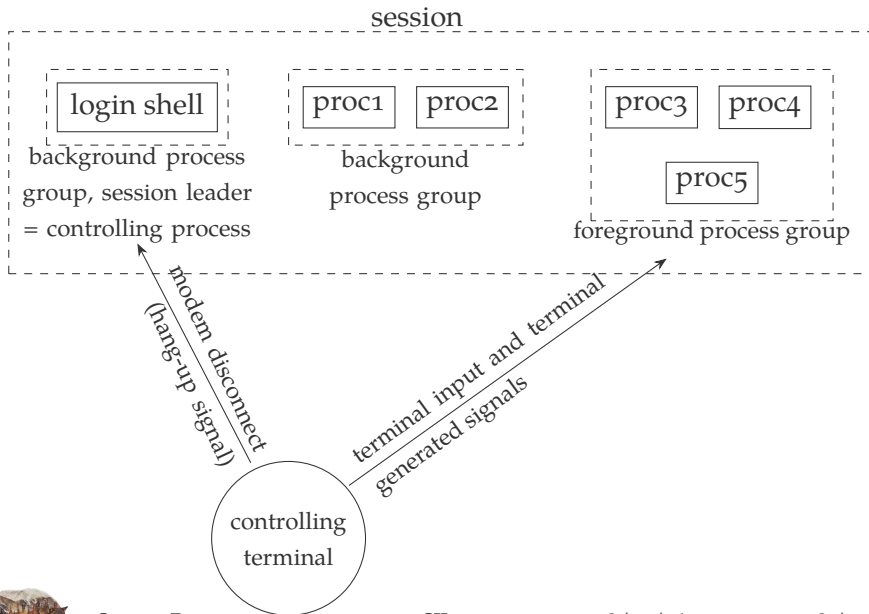 session
login shell
proc1
proc2
proc3
proc4
proc5
background process
group, session leader
= controlling process
background
process group
foreground process group
modem disconnect
(hang-up signal)
terminal input and terminal
generated signals
controlling
terminal